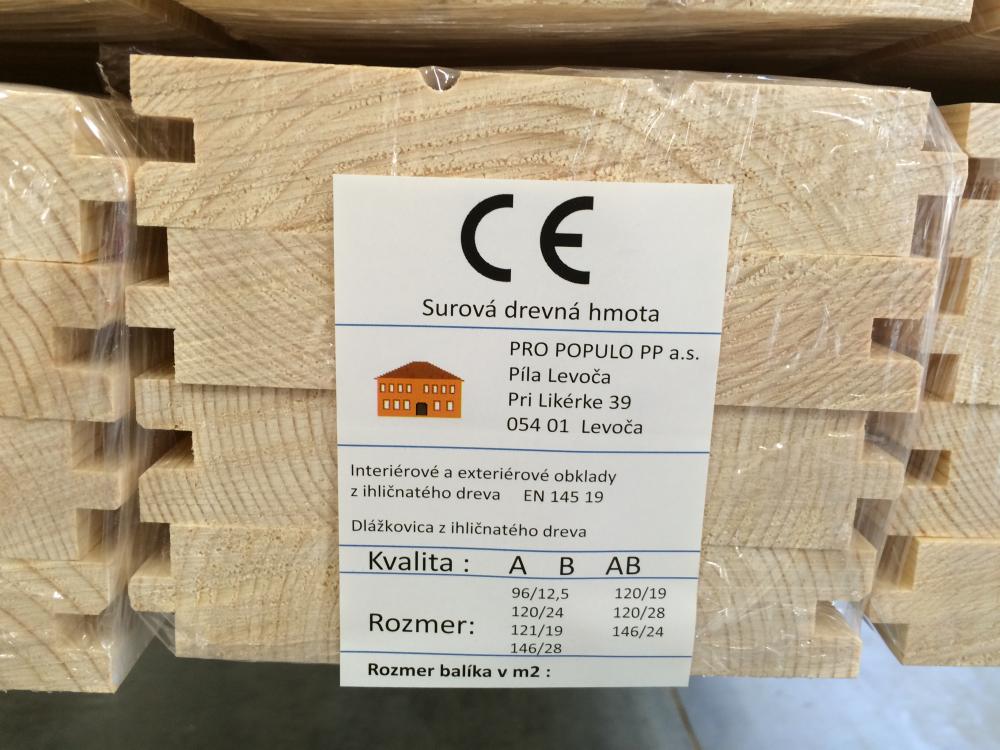 CE
Surová drevná hmota
PRO POPULO PP a.s.
Píla Levoča
Pri Likérke 39
054 01 Levoča
Interiérové a exteriérové obklady
z ihličnatého dreva EN 145 19
Dlážkovica z ihličnatého dreva
Kvalita : A B AB
Rozmer:
96/12,5 120/19
120/24 120/28
121/19 146/24
146/28
Rozmer balíka v m2 :